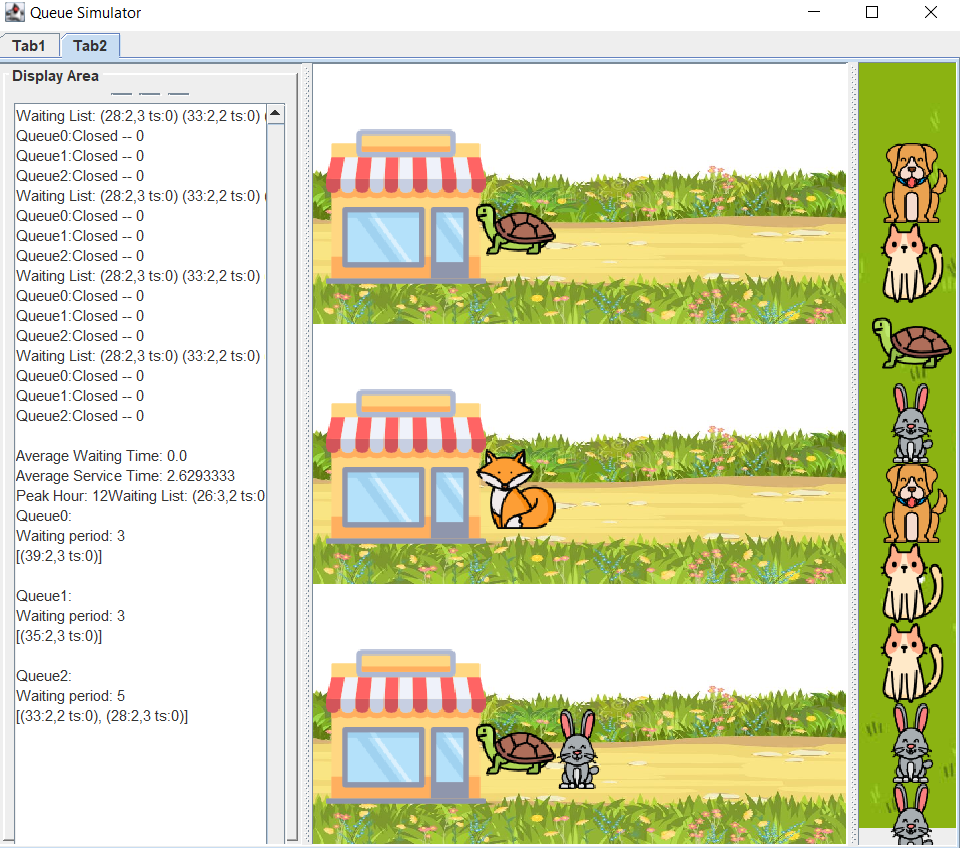 Queue Simulator
Tab1 Tab2
Display Area
Waiting List: (28:2,3 ts:0) (33:2,2 ts:0) (
Queue0:Closed -- 0
Queue1:Closed -- 0
Queue2:Closed -- 0
Waiting List: (28:2,3 ts:0) (33:2,2 ts:0) (
Queue0:Closed -- 0
Queue1:Closed -- 0
Queue2:Closed -- 0
Waiting List: (28:2,3 ts:0) (33:2,2 ts:0)
Queue0:Closed -- 0
Queue1:Closed -- 0
Queue2:Closed -- 0
Waiting List: (28:2,3 ts:0) (33:2,2 ts:0)
Queue0:Closed -- 0
Queue1:Closed -- 0
Queue2:Closed -- 0
Average Waiting Time: 0.0
Average Service Time: 2.6293333
Peak Hour: 12Waiting List: (26:3,2 ts:0
Queue0:
Waiting period: 3
[(39:2,3 ts:0)]
Queue1:
Waiting period: 3
[(35:2,3 ts:0)]
Queue2:
Waiting period: 5
[(33:2,2 ts:0), (28:2,3 ts:0)]